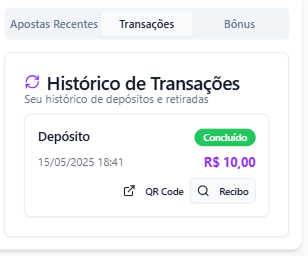 Apostas Recentes Transações Bônus
Histórico de Transações
Seu histórico de depósitos e retiradas
Depósito Concluído
15/05/2025 18:41 R$ 10,00
QR Code Recibo